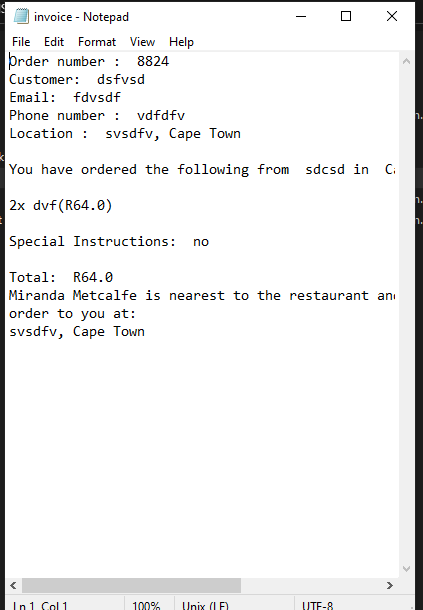 invoice - Notepad
File Edit Format View Help
Order number :  8824
Customer:  dsfvsd
Email:  fdvsdf
Phone number :  vdfdfv
Location :  svsdfv, Cape Town
You have ordered the following from  sdcsd in
2x dvf(R64.0)
Special Instructions:  no
Total:  R64.0
Miranda Metcalfe is nearest to the restaurant
order to you at:
svsdfv, Cape Town
Ln 1, Col 1 100% Unix (LF) UTF-8